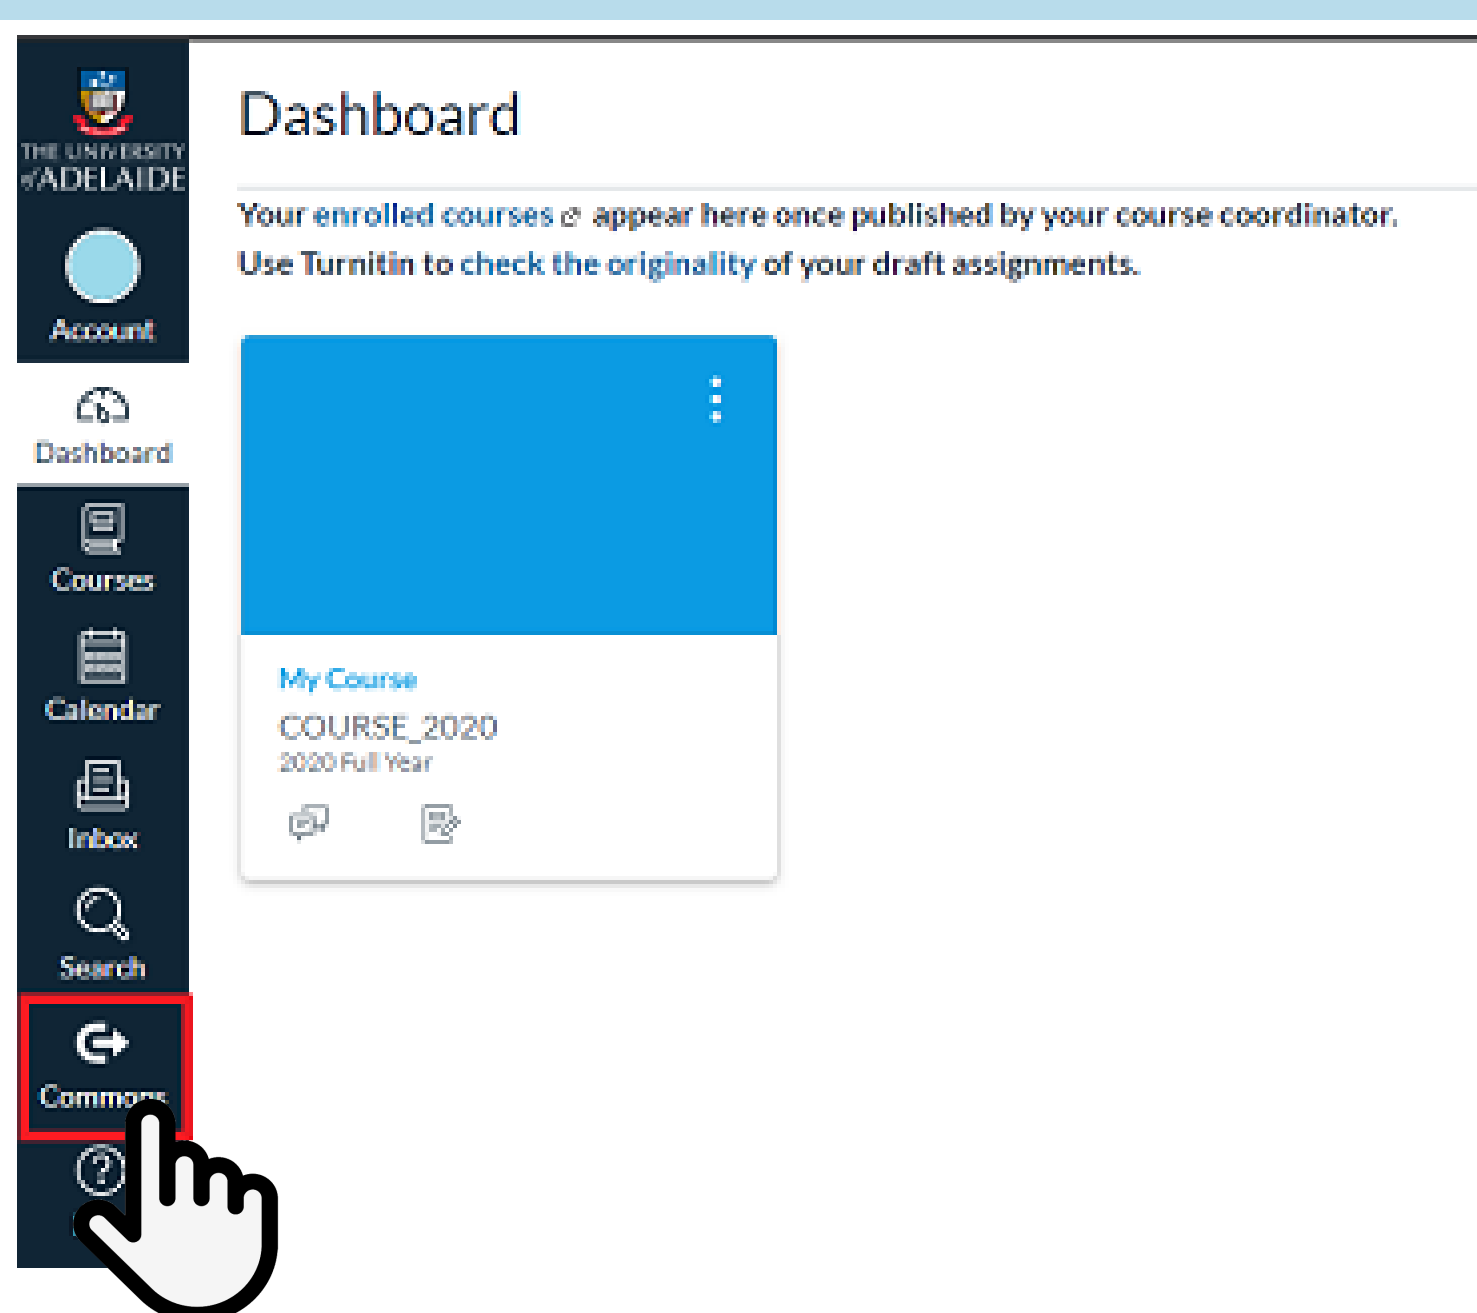 THE UNIVERSITY
of ADELAIDE
Account
Dashboard
Courses
Calendar
Inbox
Search
Commons
Dashboard
Your enrolled courses appear here once published by your course coordinator.
Use Turnitin to check the originality of your draft assignments.
My Course
COURSE_2020
2020 Full Year